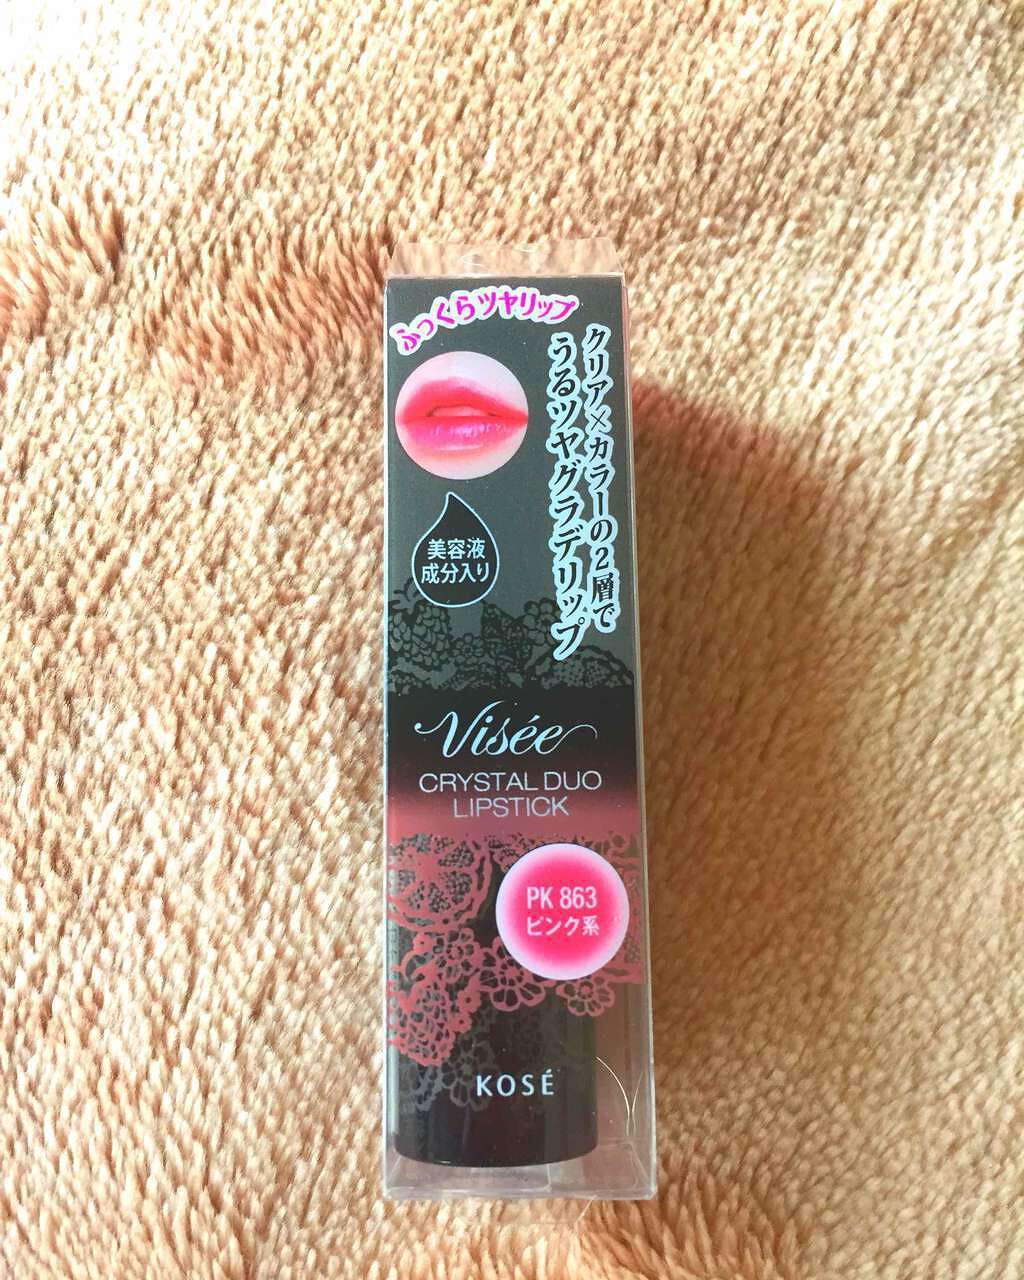 ふっくらツヤリップ
クリア×カラーの2層で
うるツヤグラデリップ
美容液
成分入り
Visée
CRYSTAL DUO
LIPSTICK
PK 863
ピンク系
KOSÉ